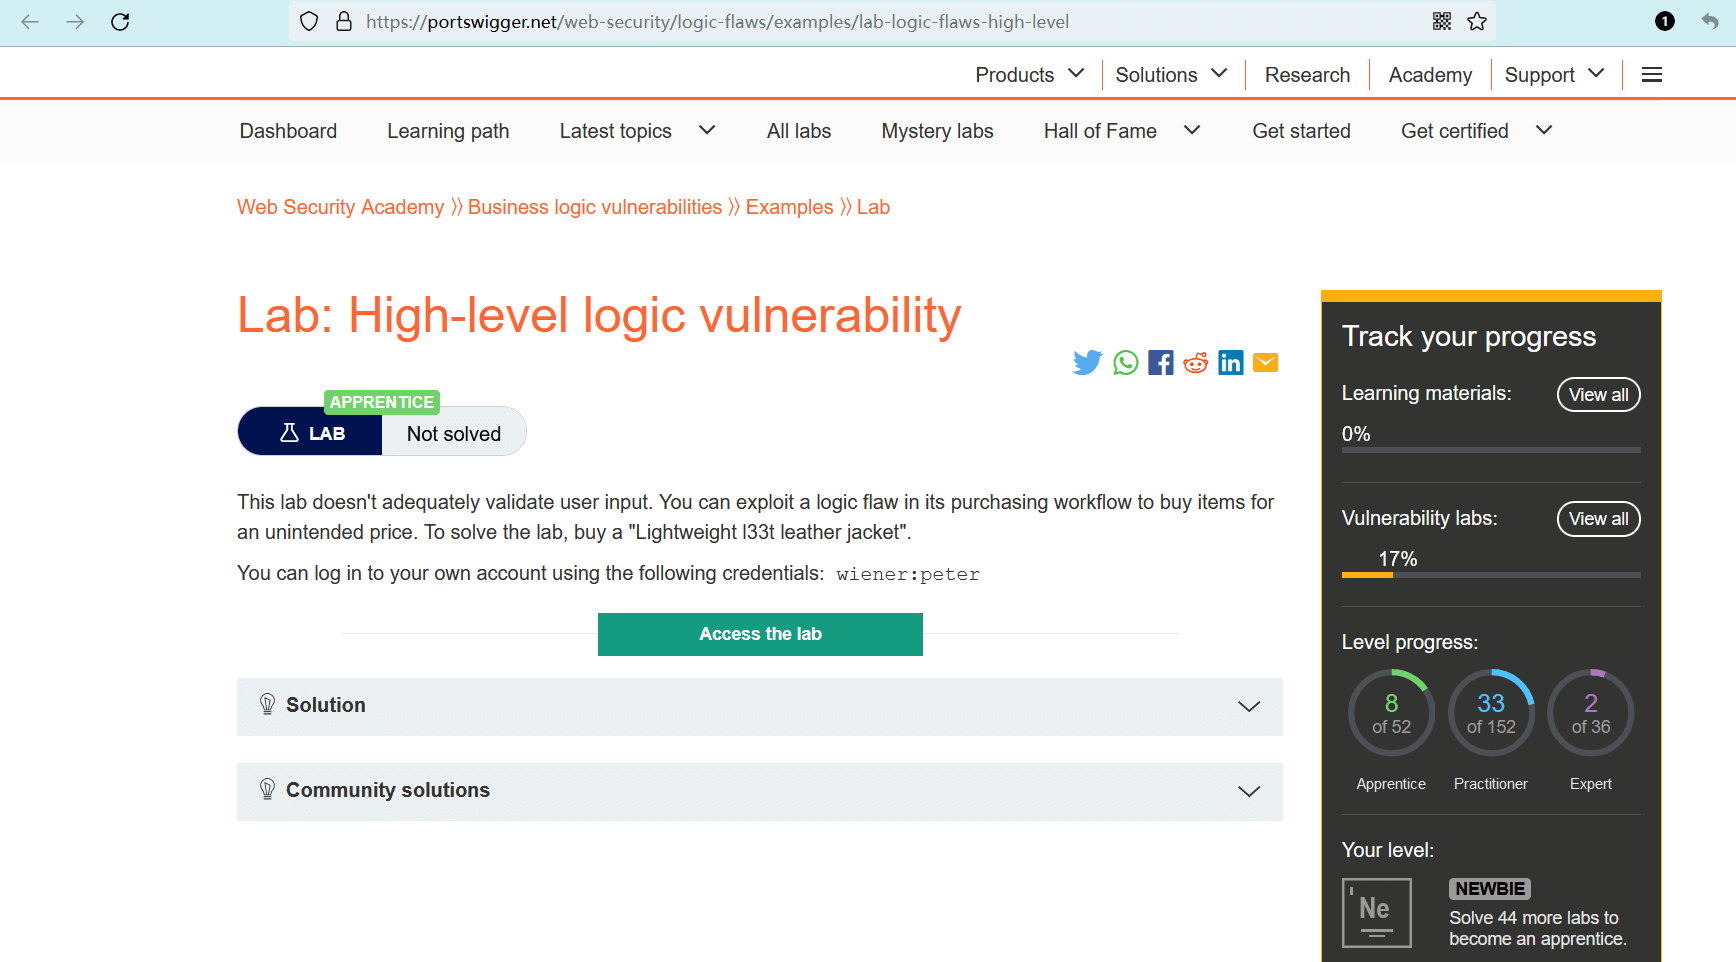 https://portswigger.net/web-security/logic-flaws/examples/lab-logic-flaws-high-level
1
Products Solutions Research Academy Support
Dashboard Learning path Latest topics All labs Mystery labs Hall of Fame Get started Get certified
Web Security Academy » Business logic vulnerabilities » Examples » Lab
Lab: High-level logic vulnerability
APPRENTICE
LAB Not solved
This lab doesn't adequately validate user input. You can exploit a logic flaw in its purchasing workflow to buy items for
an unintended price. To solve the lab, buy a "Lightweight l33t leather jacket".
You can log in to your own account using the following credentials: wiener:peter
Access the lab
Solution
Community solutions
Track your progress
Learning materials: View all
0%
Vulnerability labs: View all
17%
Level progress:
8 33 2
of 52 of 152 of 36
Apprentice Practitioner Expert
Your level:
Ne
NEWBIE
Solve 44 more labs to
become an apprentice.